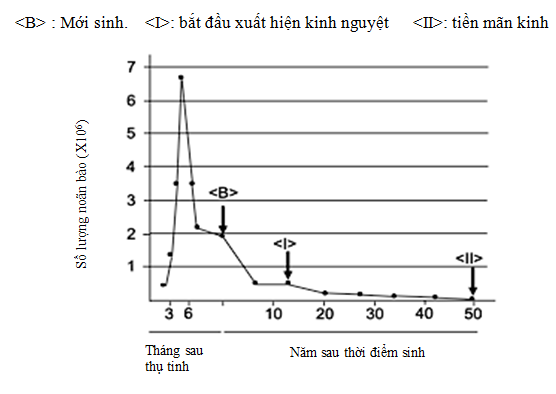 <B> : Mới sinh. <I>: bắt đầu xuất hiện kinh nguyệt <II>: tiền mãn kinh
7
6
5
4
3
2
1
Số lượng noãn bào (X10⁶)
<B>
<I>
<II>
3 6 10 20 30 40 50
Tháng sau
thụ tinh
Năm sau thời điểm sinh